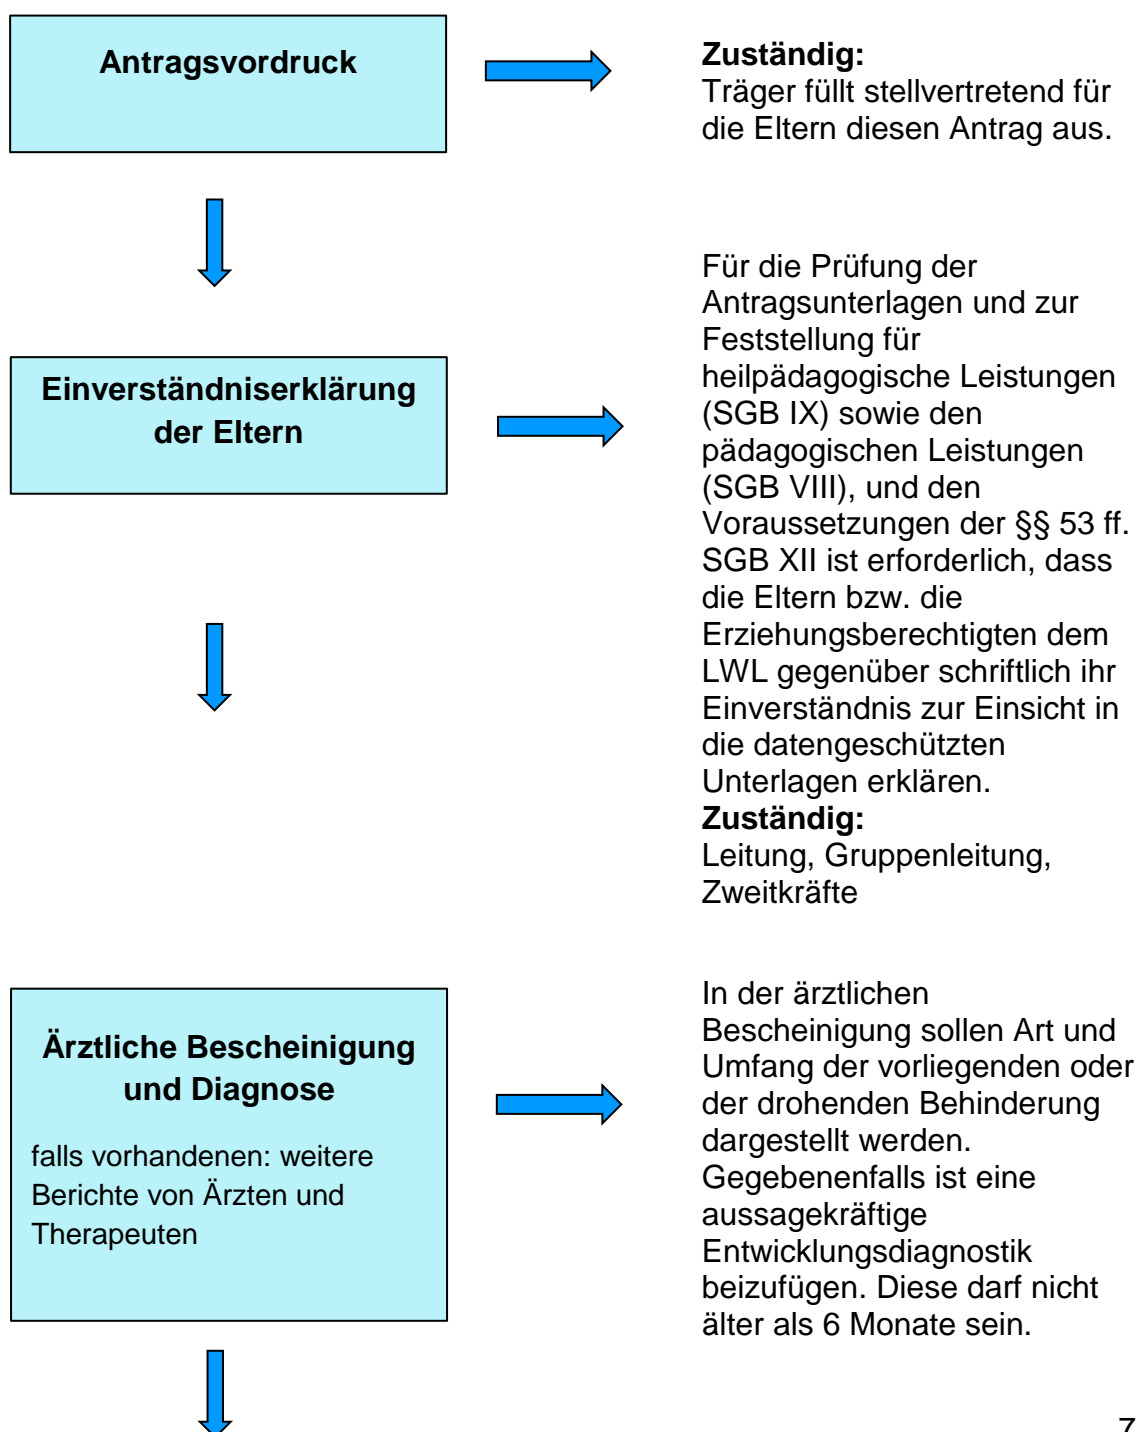 Antragsvordruck
Zuständig:
Träger füllt stellvertretend für
die Eltern diesen Antrag aus.
Einverständniserklärung
der Eltern
Für die Prüfung der
Antragsunterlagen und zur
Feststellung für
heilpädagogische Leistungen
(SGB IX) sowie den
pädagogischen Leistungen
(SGB VIII), und den
Voraussetzungen der §§ 53 ff.
SGB XII ist erforderlich, dass
die Eltern bzw. die
Erziehungsberechtigten dem
LWL gegenüber schriftlich ihr
Einverständnis zur Einsicht in
die datengeschützten
Unterlagen erklären.
Zuständig:
Leitung, Gruppenleitung,
Zweitkräfte
Ärztliche Bescheinigung
und Diagnose
falls vorhandenen: weitere
Berichte von Ärzten und
Therapeuten
In der ärztlichen
Bescheinigung sollen Art und
Umfang der vorliegenden oder
der drohenden Behinderung
dargestellt werden.
Gegebenenfalls ist eine
aussagekräftige
Entwicklungsdiagnostik
beizufügen. Diese darf nicht
älter als 6 Monate sein.
7